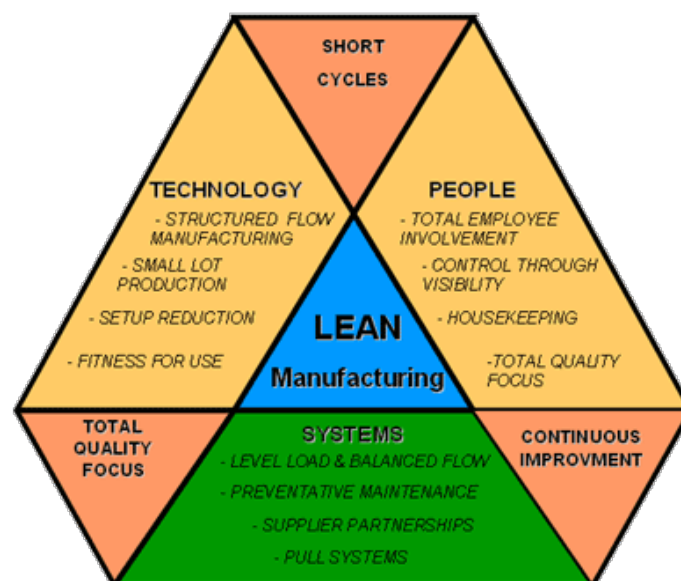 SHORT
CYCLES
TECHNOLOGY
- STRUCTURED FLOW
MANUFACTURING
- SMALL LOT
PRODUCTION
- SETUP REDUCTION
- FITNESS FOR USE
PEOPLE
- TOTAL EMPLOYEE
INVOLVEMENT
- CONTROL THROUGH
VISIBILITY
- HOUSEKEEPING
-TOTAL QUALITY
FOCUS
LEAN
Manufacturing
TOTAL
QUALITY
FOCUS
SYSTEMS
- LEVEL LOAD & BALANCED FLOW
- PREVENTATIVE MAINTENANCE
- SUPPLIER PARTNERSHIPS
- PULL SYSTEMS
CONTINUOUS
IMPROVMENT